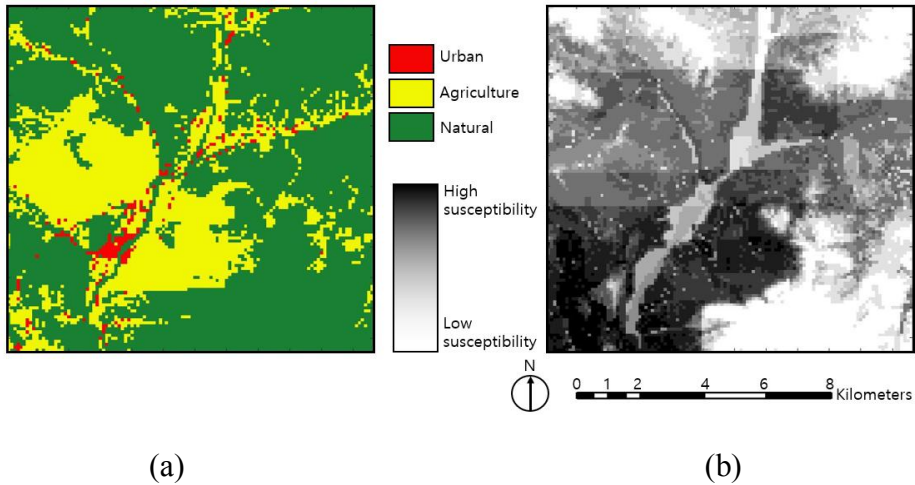 Urban
Agriculture
Natural
High
susceptibility
Low
susceptibility
N
0 1 2 4 6 8
Kilometers
(a)
(b)